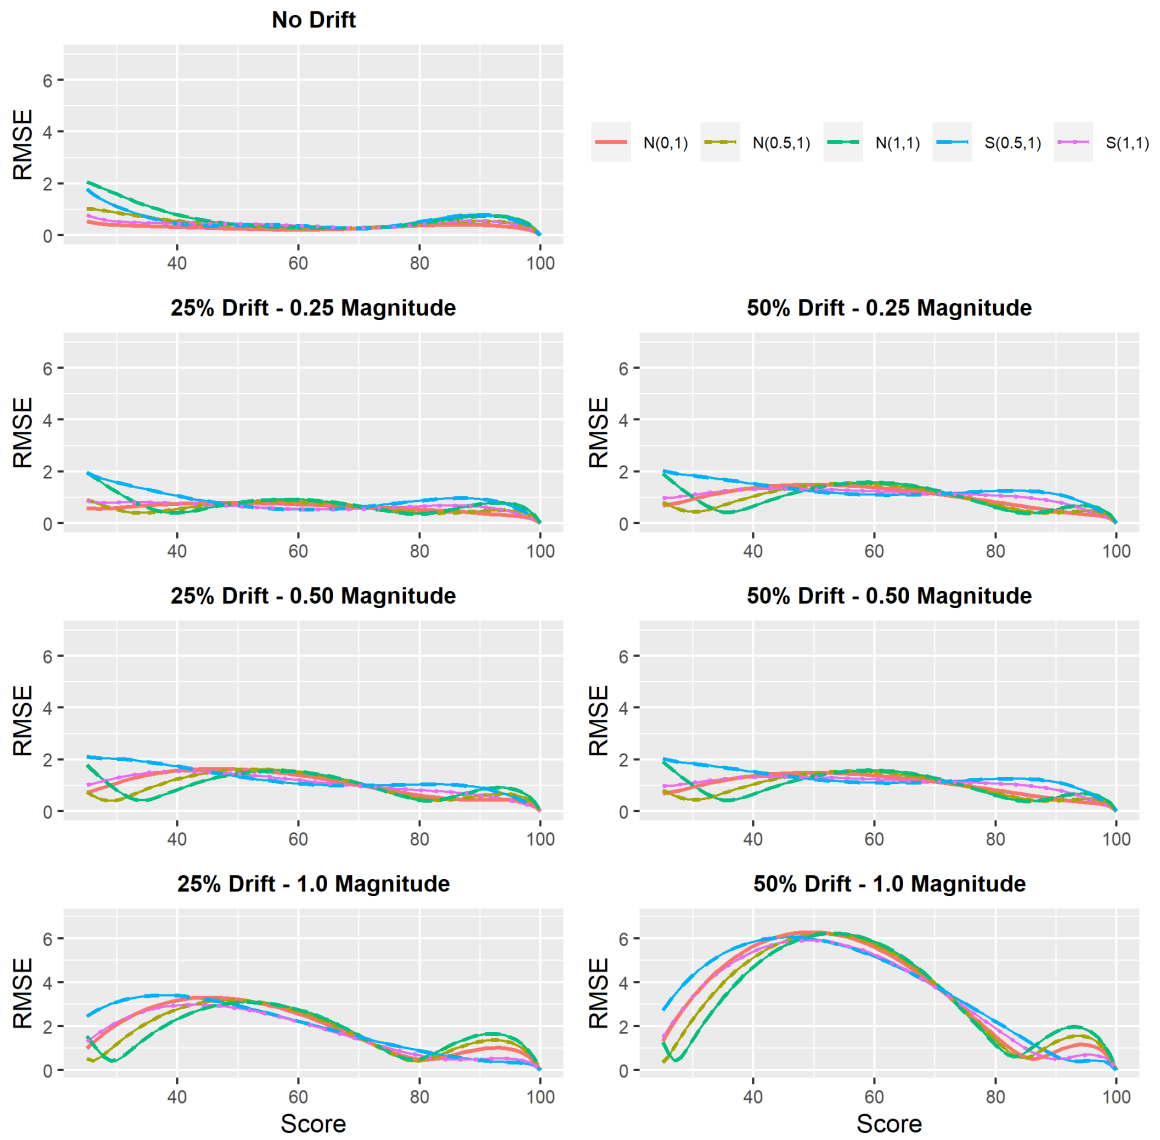 No Drift
RMSE
6
4
2
0
40 60 80 100
N(0,1) N(0.5,1) N(1,1) S(0.5,1) S(1,1)
25% Drift - 0.25 Magnitude
RMSE
6
4
2
0
40 60 80 100
50% Drift - 0.25 Magnitude
RMSE
6
4
2
0
40 60 80 100
25% Drift - 0.50 Magnitude
RMSE
6
4
2
0
40 60 80 100
50% Drift - 0.50 Magnitude
RMSE
6
4
2
0
40 60 80 100
25% Drift - 1.0 Magnitude
RMSE
6
4
2
0
40 60 80 100
Score
50% Drift - 1.0 Magnitude
RMSE
6
4
2
0
40 60 80 100
Score